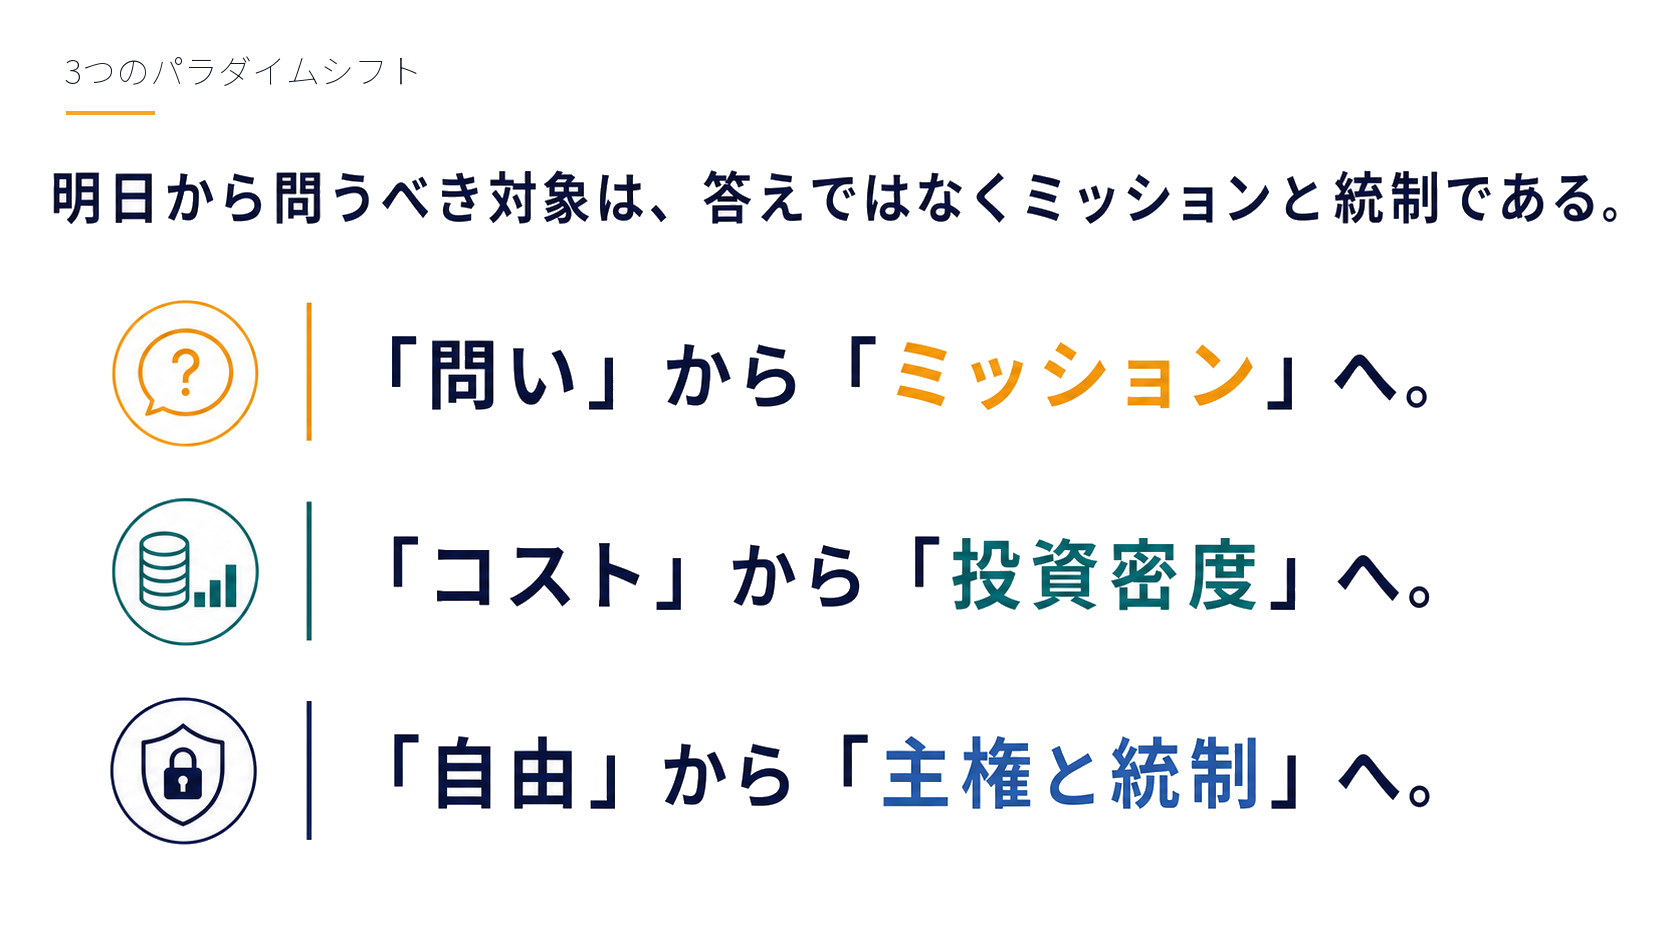 3つのパラダイムシフト
明日から問うべき対象は、答えではなくミッションと統制である。
?
「問い」から「ミッション」へ。
「コスト」から「投資密度」へ。
「自由」から「主権と統制」へ。